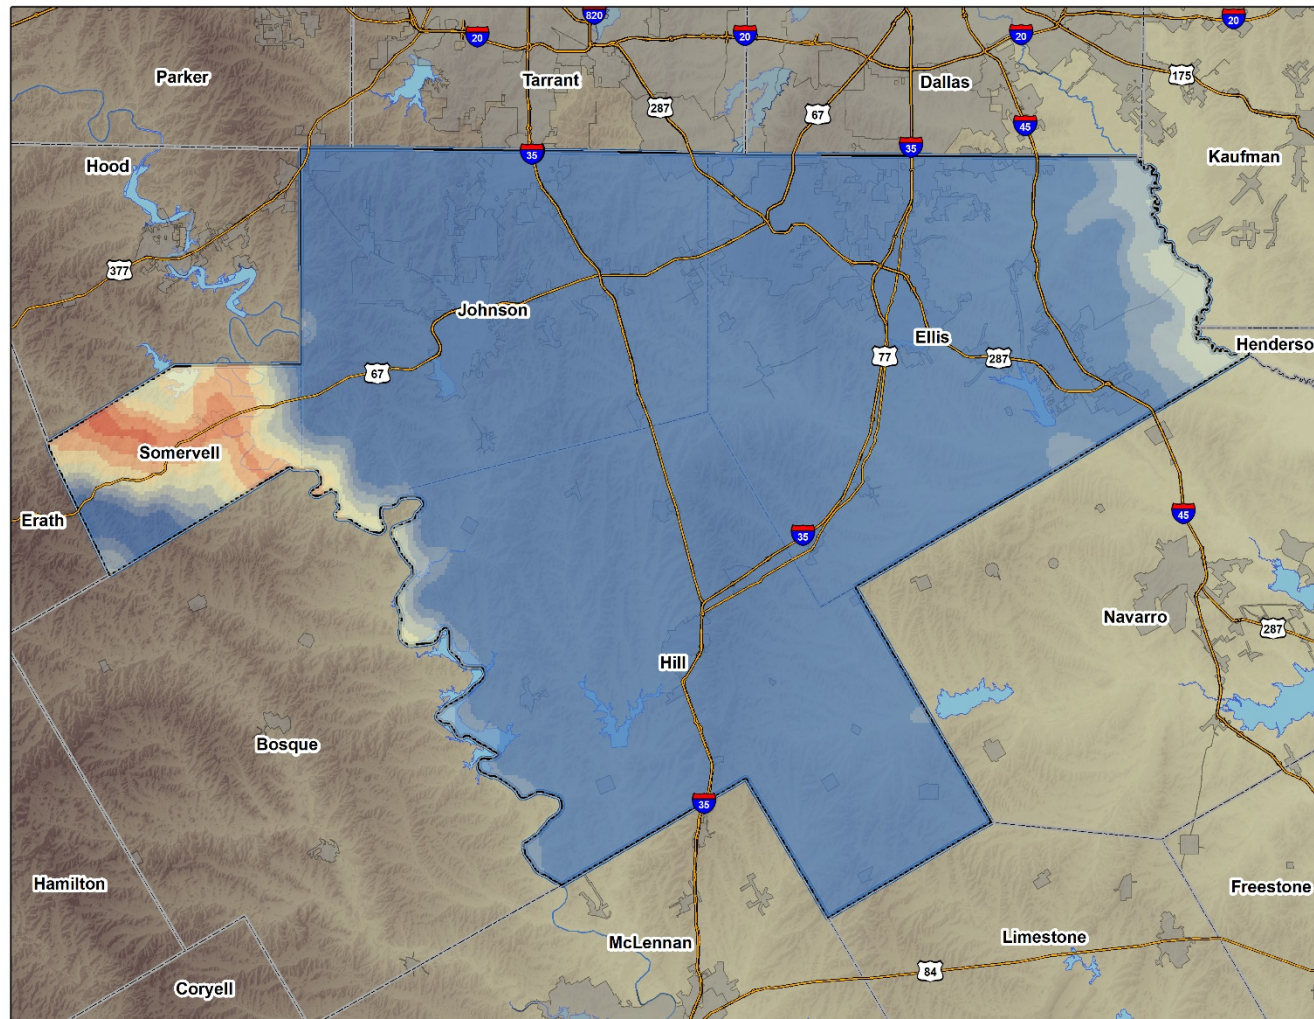 820
20
20
20
20
Parker
Tarrant
Dallas
175
287
67
45
35
35
Hood
Kaufman
377
Johnson
Ellis
Henderso
77
287
67
Somervell
Erath
45
35
Navarro
287
Hill
Bosque
35
Hamilton
Freestone
McLennan
Limestone
84
Coryell